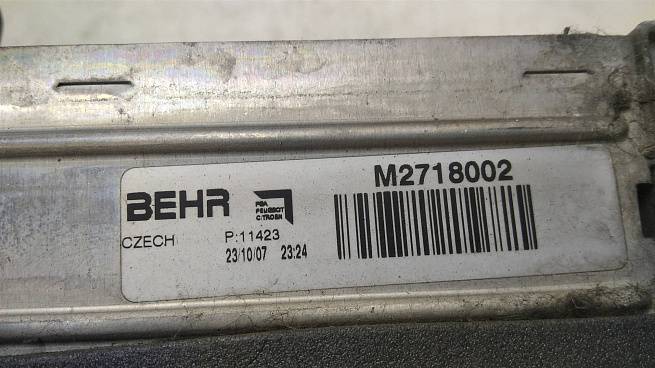 BEHR
PSA
PEUGEOT
CITROEN
M2718002
CZECH
P:11423
23/10/07 23:24